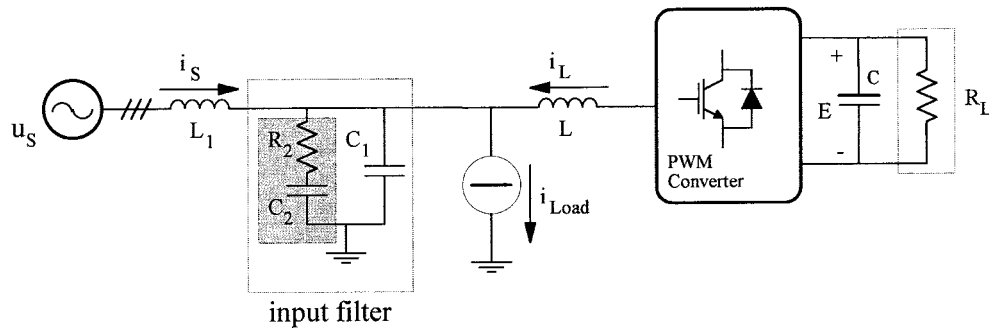 u_S
i_S
L_1
R_2
C_2
C_1
input filter
i_L
L
i_Load
PWM
Converter
+
E
-
C
R_L